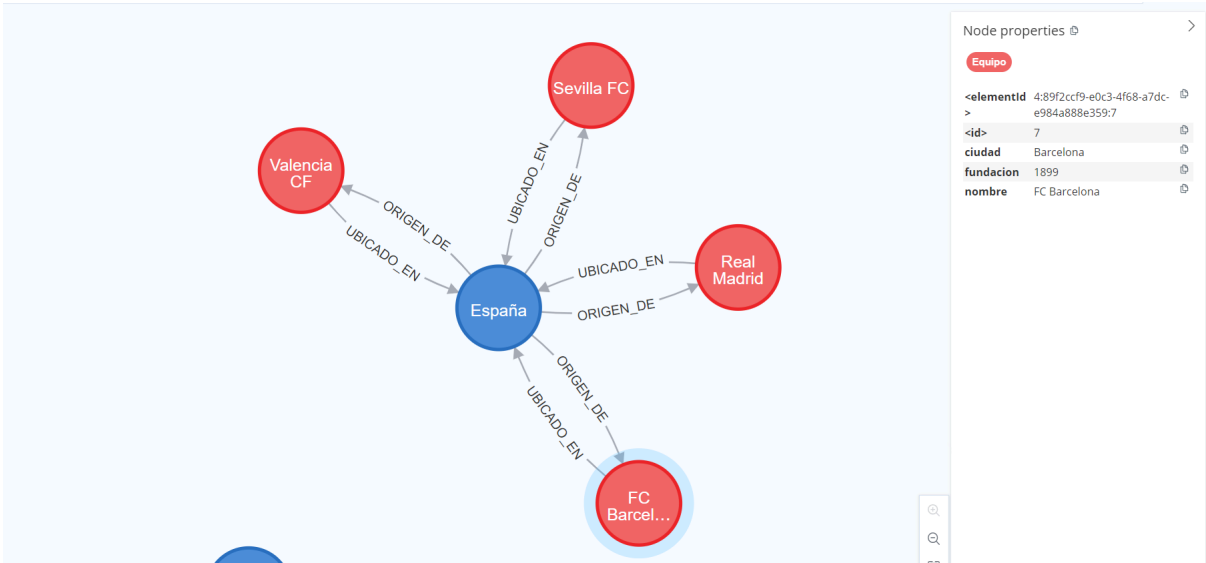 Sevilla FC
Valencia
CF
UBICADO_EN
ORIGEN_DE
ORIGEN_DE
UBICADO_EN
Real
Madrid
UBICADO_EN
ORIGEN_DE
España
ORIGEN_DE
UBICADO_EN
FC
Barcel...
Node properties
Equipo
<elementId
>
4:89f2ccf9-e0c3-4f68-a7dc-
e984a888e359:7
<id> 7
ciudad Barcelona
fundacion 1899
nombre FC Barcelona